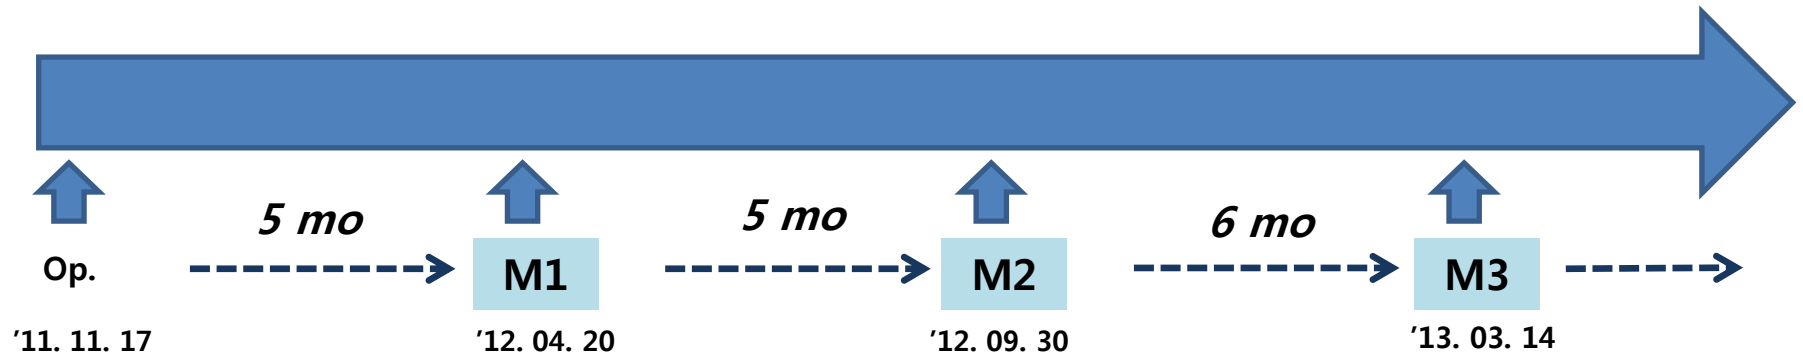 5 mo
5 mo
6 mo
Op.
M1
M2
M3
'11. 11. 17
'12. 04. 20
'12. 09. 30
'13. 03. 14